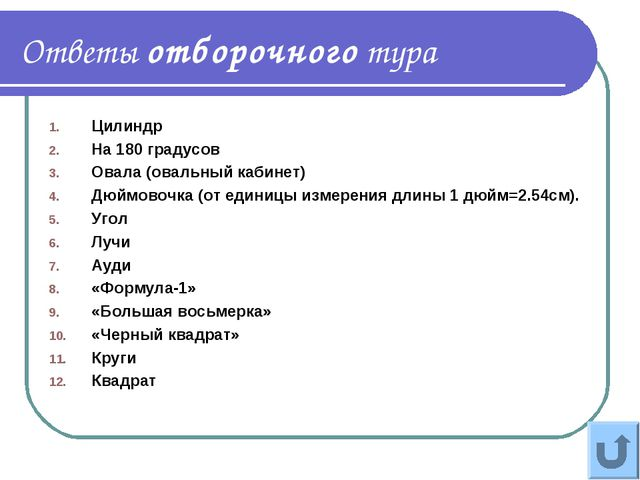 Ответы отборочного тура
1. Цилиндр
2. На 180 градусов
3. Овала (овальный кабинет)
4. Дюймовочка (от единицы измерения длины 1 дюйм=2.54см).
5. Угол
6. Лучи
7. Ауди
8. «Формула-1»
9. «Большая восьмерка»
10. «Черный квадрат»
11. Круги
12. Квадрат